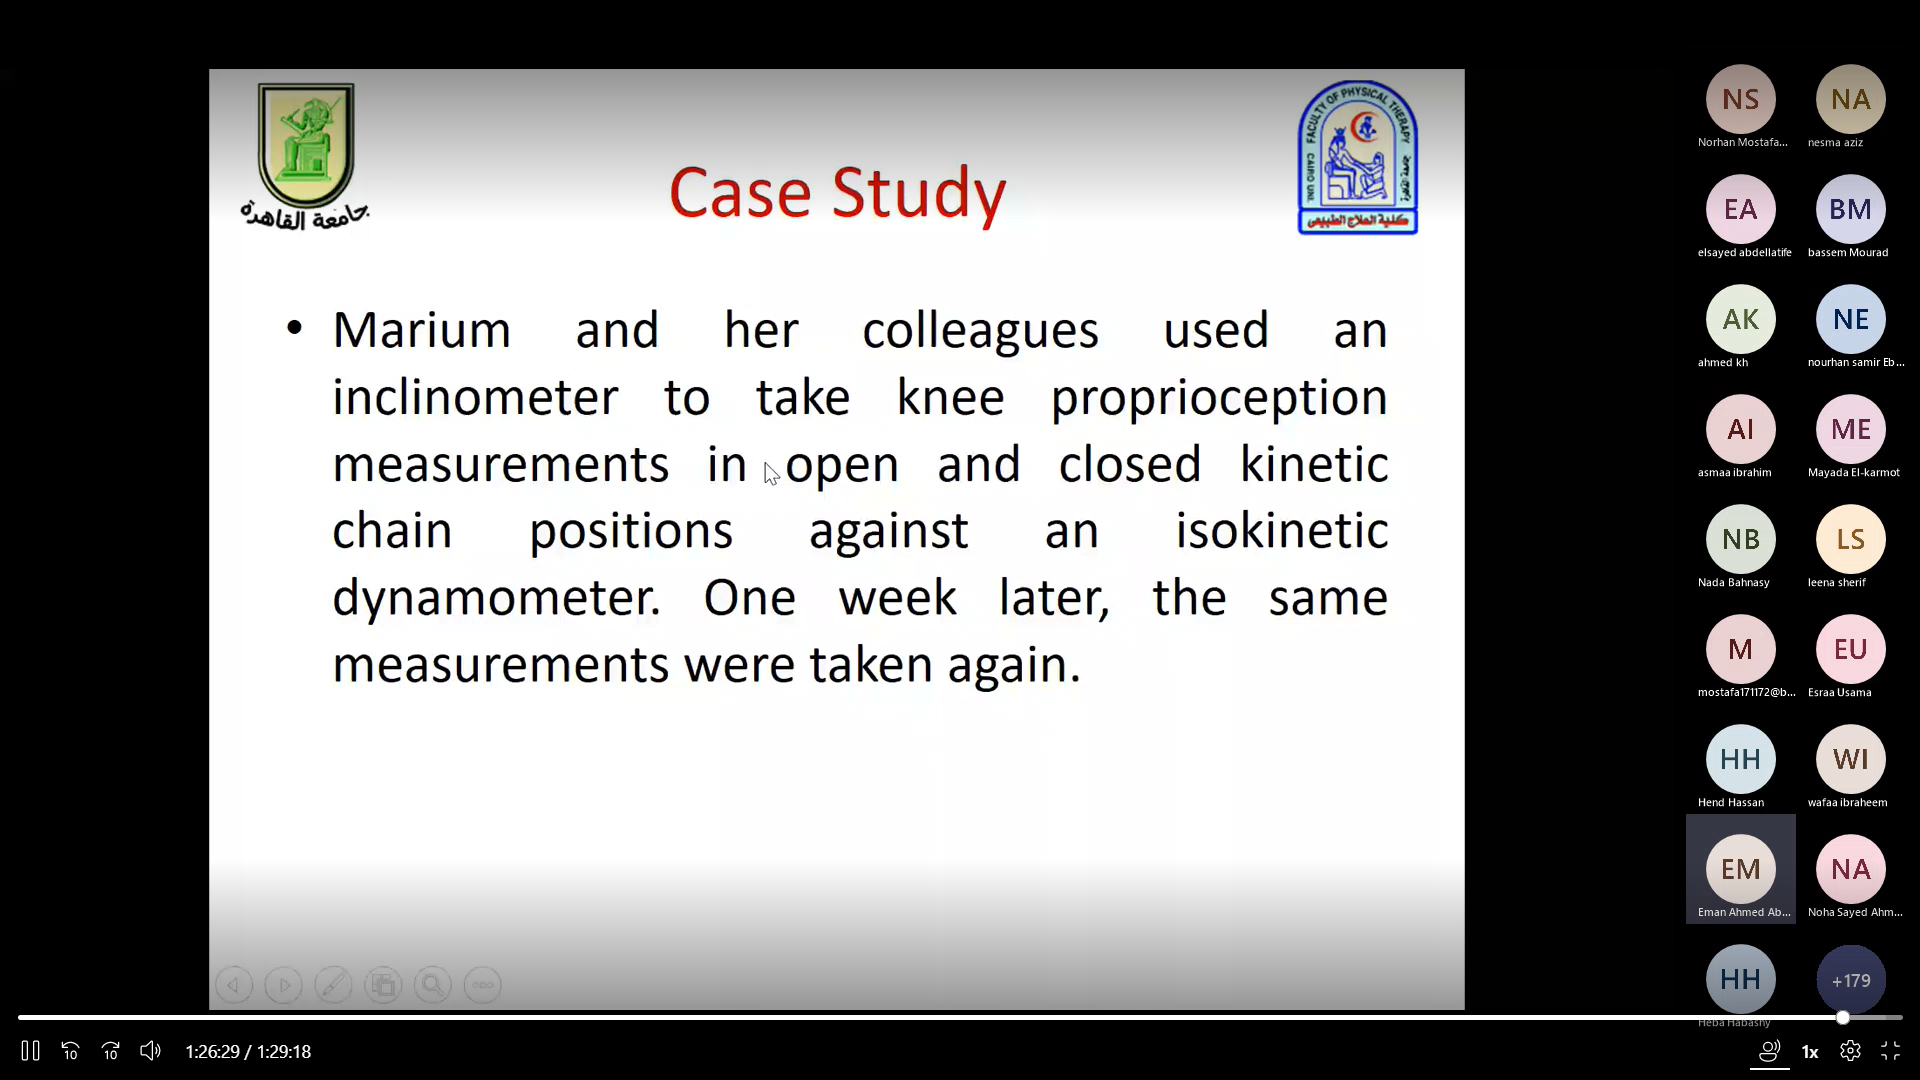 جامعة القاهرة
FACULTY OF PHYSICAL THERAPY
CAIRO UNI.
كلية العلاج الطبيعى
Case Study
• Marium and her colleagues used an
inclinometer to take knee proprioception
measurements in open and closed kinetic
chain positions against an isokinetic
dynamometer. One week later, the same
measurements were taken again.
NS NA
Norhan Mostafa... nesma aziz
EA BM
elsayed abdellatife bassem Mourad
AK NE
ahmed kh nourhan samir Eb...
AI ME
asmaa ibrahim Mayada El-karmot
NB LS
Nada Bahnasy leena sherif
M EU
mostafa171172@b... Esraa Usama
HH WI
Hend Hassan wafaa ibraheem
EM NA
Eman Ahmed Ab... Noha Sayed Ahm...
HH +179
Heba Habashy
10 10 1:26:29 / 1:29:18 1x